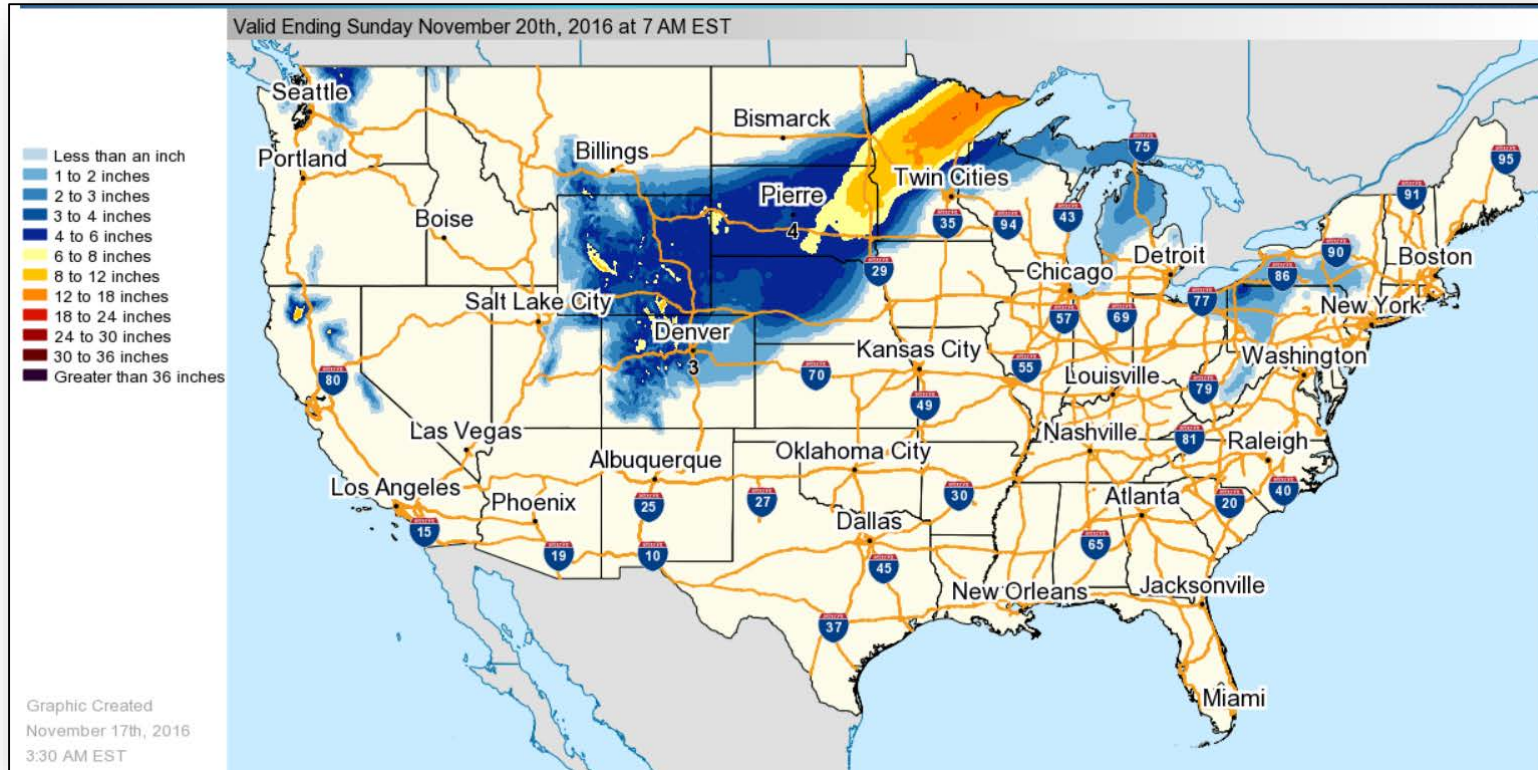 Valid Ending Sunday November 20th, 2016 at 7 AM EST
Less than an inch
1 to 2 inches
2 to 3 inches
3 to 4 inches
4 to 6 inches
6 to 8 inches
8 to 12 inches
12 to 18 inches
18 to 24 inches
24 to 30 inches
30 to 36 inches
Greater than 36 inches
Graphic Created
November 17th, 2016
3:30 AM EST
Seattle
Portland
Billings
Bismarck
Boise
Pierre
4
Twin Cities
75
95
91
35
94
43
29
Chicago
Detroit
90
86
Boston
Salt Lake City
Denver
3
57
69
77
New York
80
70
Kansas City
49
55
Louisville
79
Washington
Las Vegas
Albuquerque
Oklahoma City
Nashville
81
Raleigh
Los Angeles
Phoenix
15
19
25
10
27
30
Dallas
45
37
Atlanta
20
40
65
New Orleans
Jacksonville
Miami